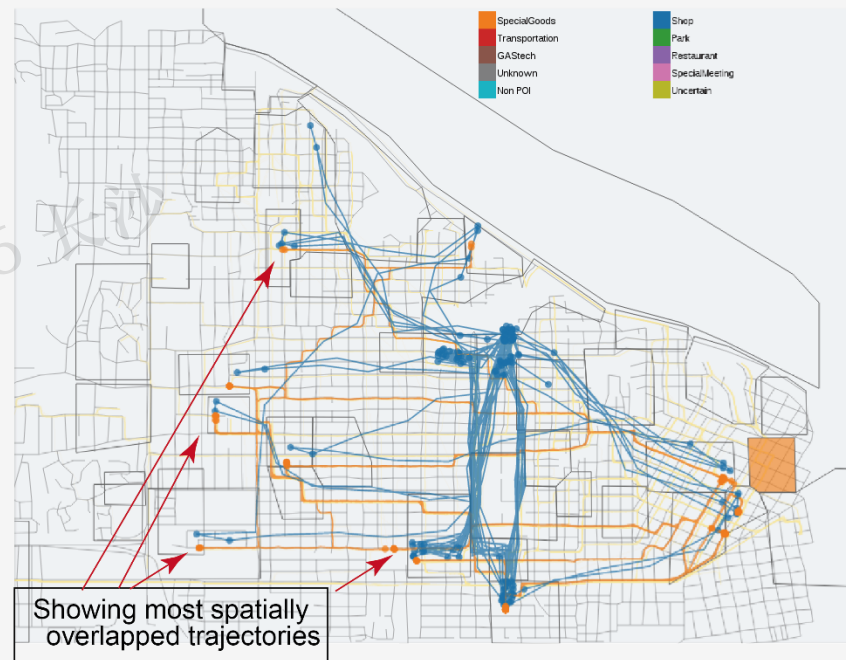 SpecialGoods
Transportation
GAStech
Unknown
Non POI
Shop
Park
Restaurant
SpecialMeeting
Uncertain
Showing most spatially
overlapped trajectories